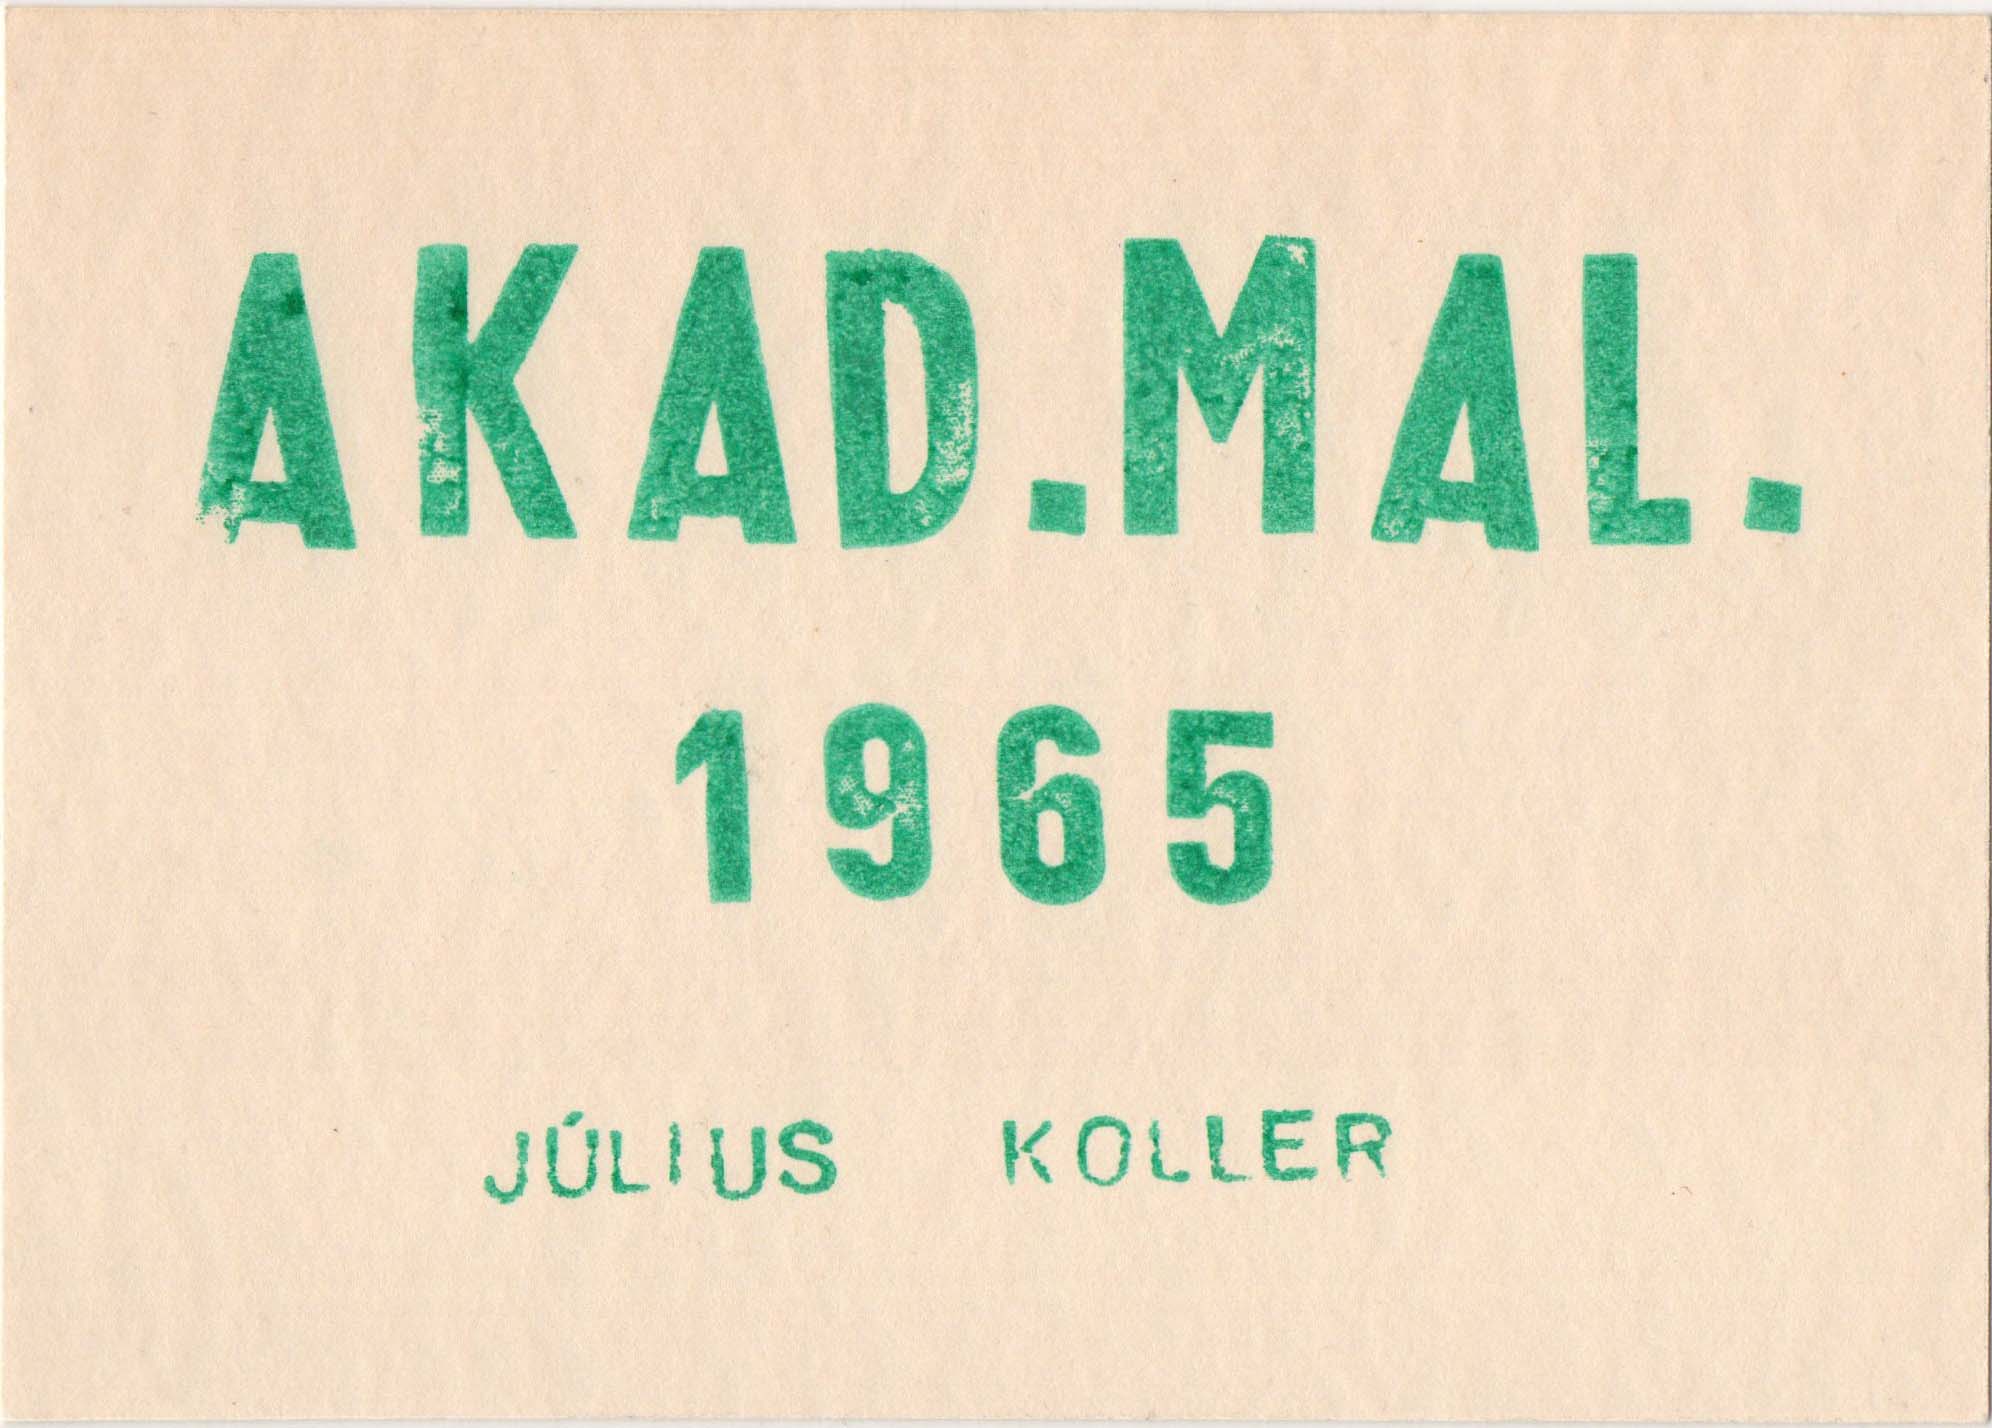 AKAD.MAL.
1965
JÚLIUS KOLLER